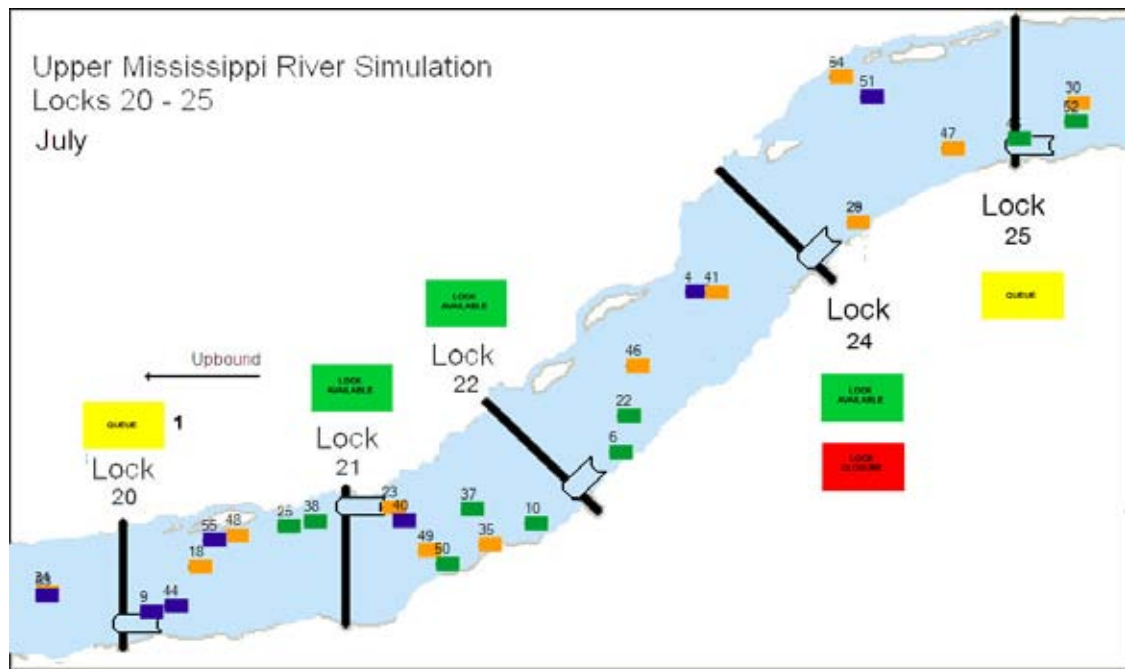 Upper Mississippi River Simulation
Locks 20 - 25
July
54
51
30
52
47
Lock
25
QUEUE
29
4
41
Lock
24
LOCK
AVAILABLE
LOCK
CLOSURE
LOCK
AVAILABLE
Lock
22
46
22
6
Upbound
LOCK
AVAILABLE
Lock
21
QUEUE
1
Lock
20
23
40
37
10
49
35
50
25
38
55
48
18
9
44